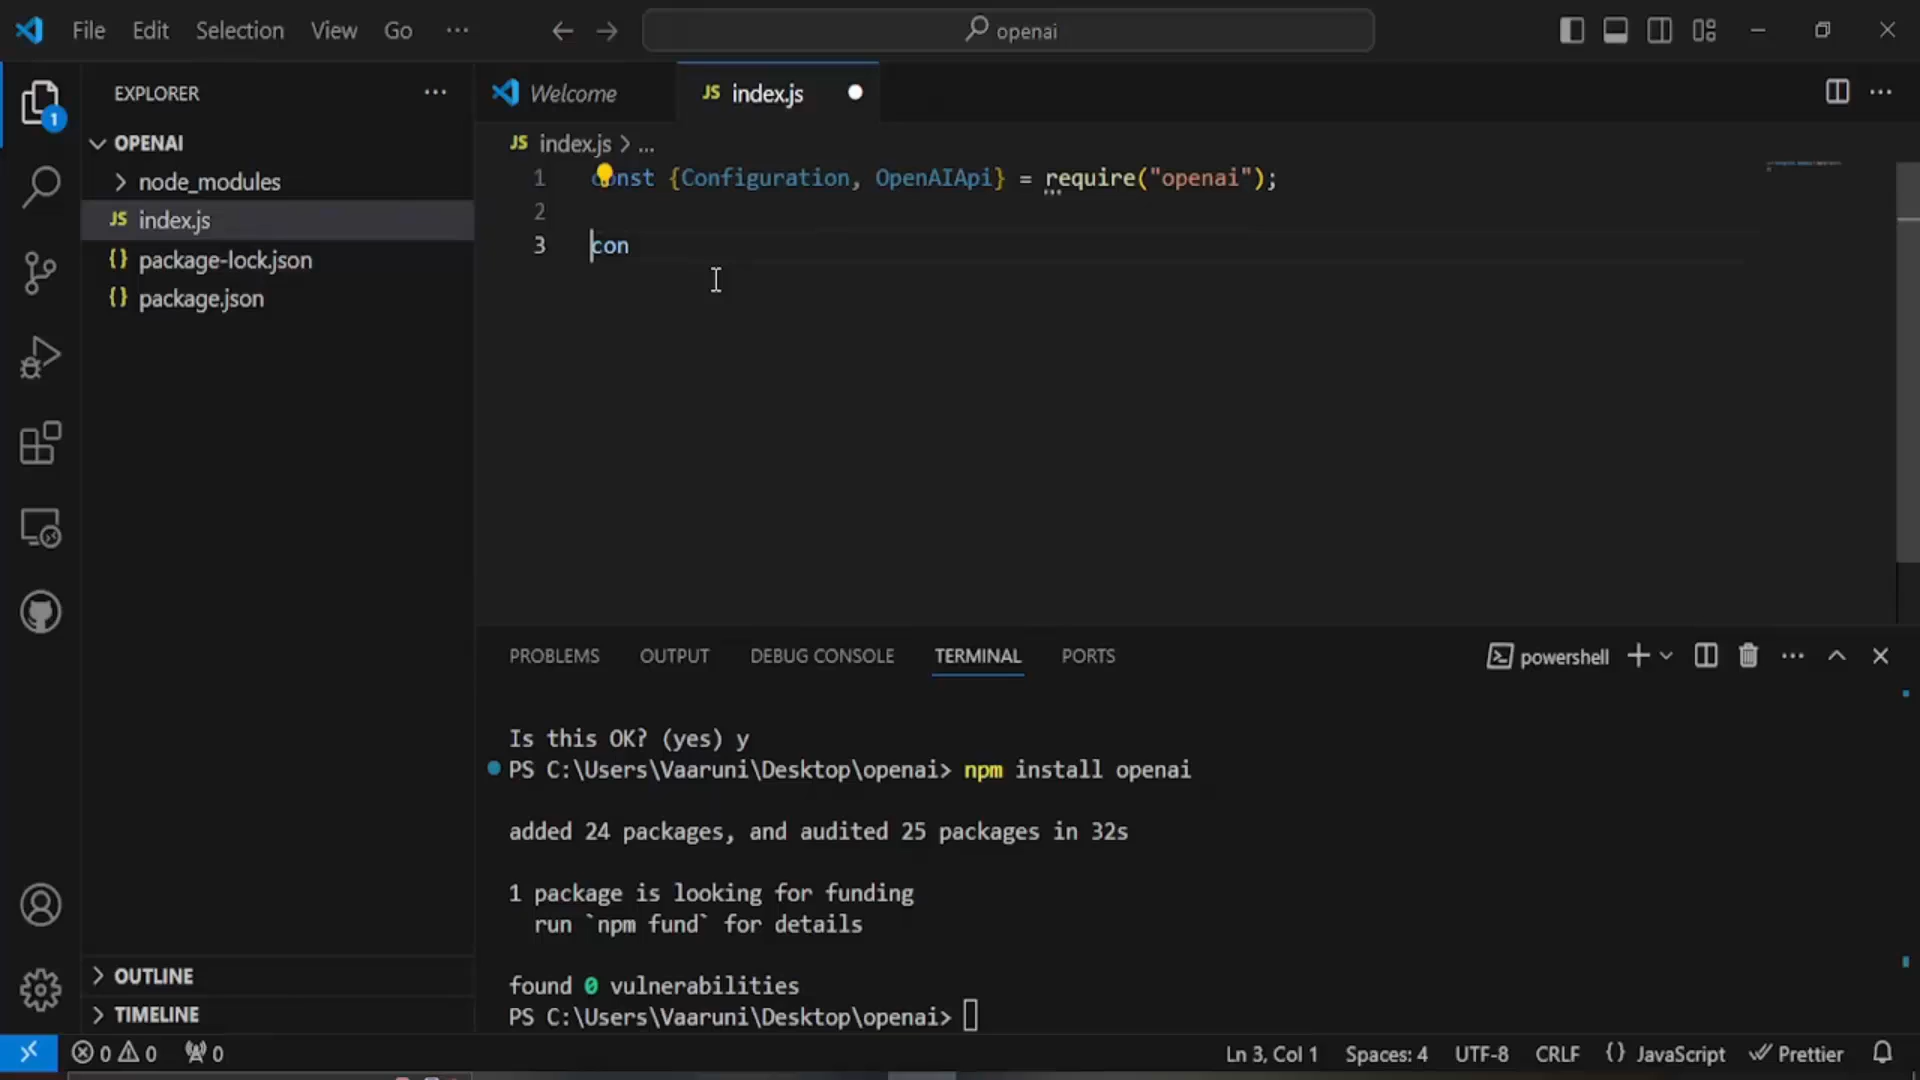 File Edit Selection View Go ···
openai
EXPLORER ···
1
OPENAI
node_modules
JS index.js
{} package-lock.json
{} package.json
OUTLINE
TIMELINE
Welcome
JS index.js
JS index.js > ...
1 const {Configuration, OpenAIApi} = require("openai");
2
3 con
PROBLEMS OUTPUT DEBUG CONSOLE TERMINAL PORTS
powershell
Is this OK? (yes) y
PS C:\Users\Vaaruni\Desktop\openai> npm install openai
added 24 packages, and audited 25 packages in 32s
1 package is looking for funding
run `npm fund` for details
found 0 vulnerabilities
PS C:\Users\Vaaruni\Desktop\openai>
0 0 0
Ln 3, Col 1 Spaces: 4 UTF-8 CRLF {} JavaScript Prettier